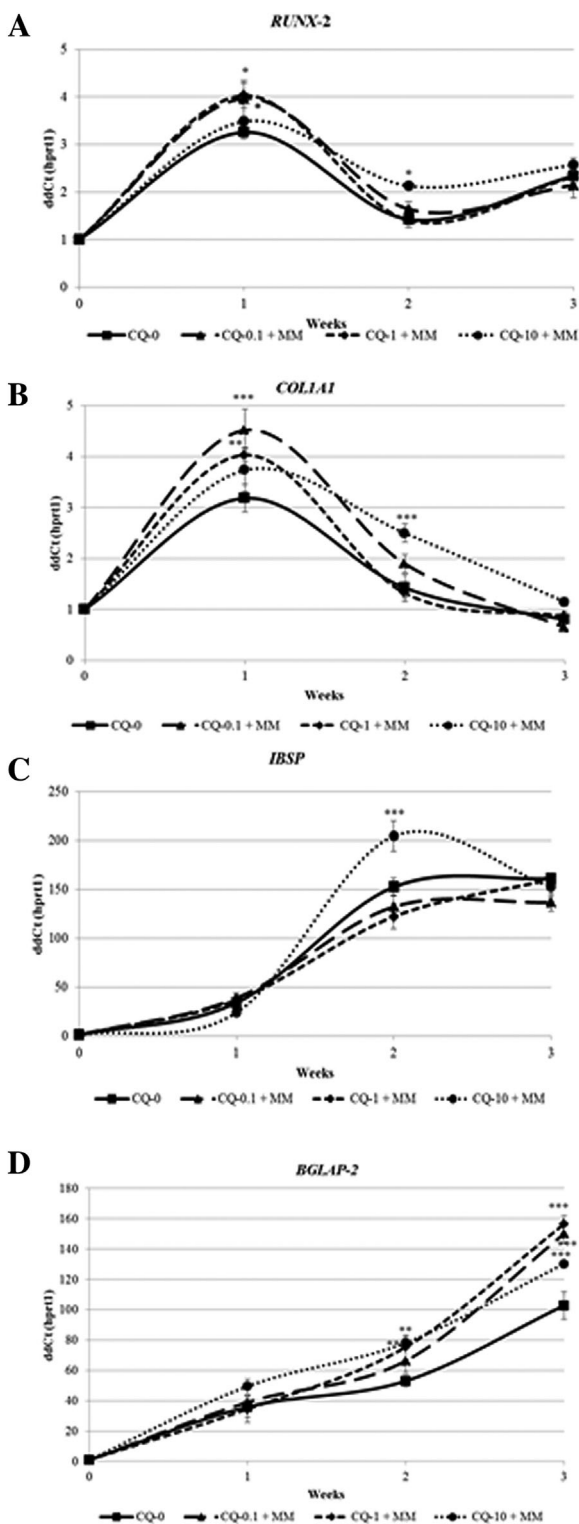 A
RUNX-2
ddCt (hprt1)
5
4
3
2
1
0
*
*
*
0
1
2
3
Weeks
CQ-0
CQ-0.1 + MM
CQ-1 + MM
CQ-10 + MM
B
COL1A1
ddCt (hprt1)
5
4
3
2
1
0
***
**
***
0
1
2
3
Weeks
CQ-0
CQ-0.1 + MM
CQ-1 + MM
CQ-10 + MM
C
IBSP
ddCt (hprt1)
250
200
150
100
50
0
***
0
1
2
3
Weeks
CQ-0
CQ-0.1 + MM
CQ-1 + MM
CQ-10 + MM
D
BGLAP-2
ddCt (hprt1)
180
160
140
120
100
80
60
40
20
0
**
***
***
***
0
1
2
3
Weeks
CQ-0
CQ-0.1 + MM
CQ-1 + MM
CQ-10 + MM